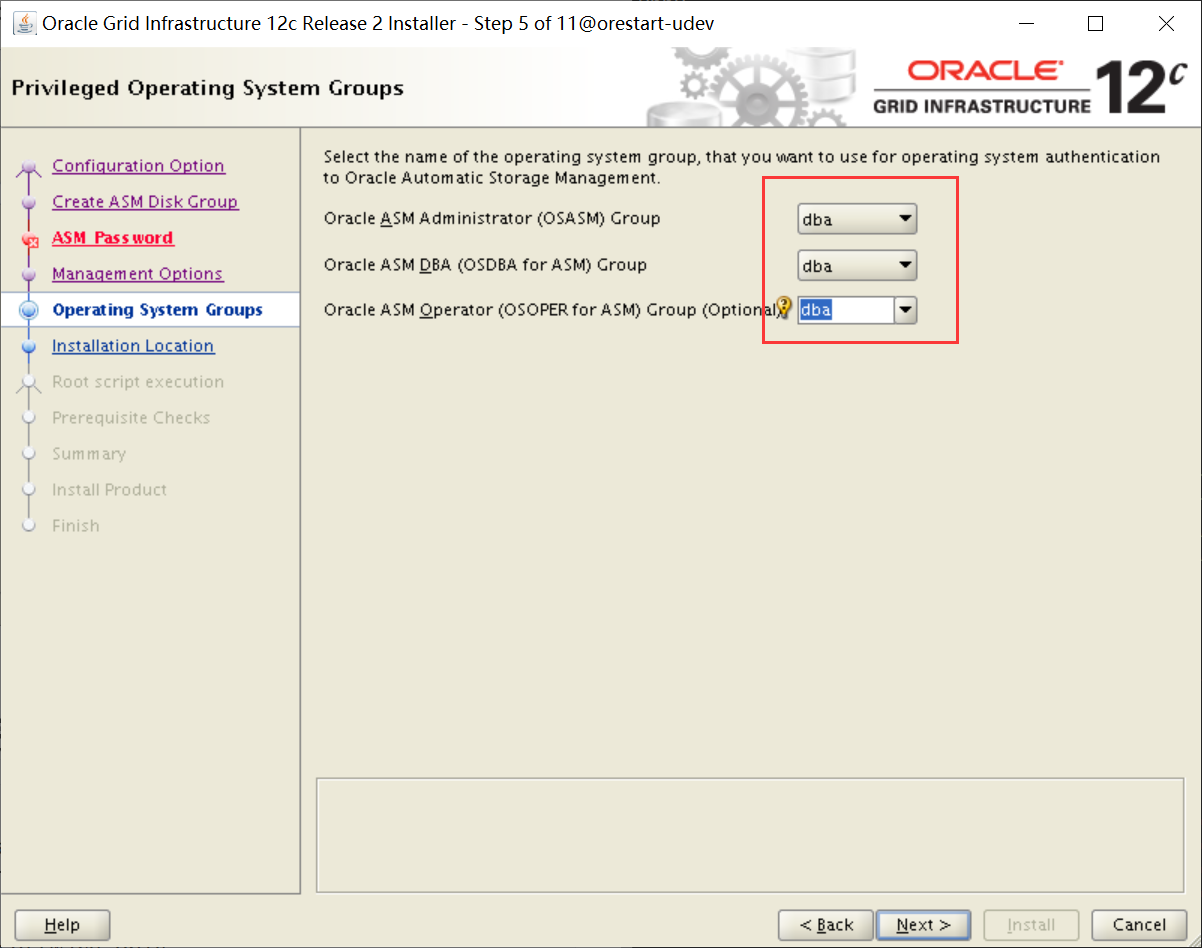 Oracle Grid Infrastructure 12c Release 2 Installer - Step 5 of 11@orestart-udev
Privileged Operating System Groups
ORACLE
GRID INFRASTRUCTURE
12c
Configuration Option
Create ASM Disk Group
ASM Password
Management Options
Operating System Groups
Installation Location
Root script execution
Prerequisite Checks
Summary
Install Product
Finish
Select the name of the operating system group, that you want to use for operating system authentication
to Oracle Automatic Storage Management.
Oracle ASM Administrator (OSASM) Group dba
Oracle ASM DBA (OSDBA for ASM) Group dba
Oracle ASM Operator (OSOPER for ASM) Group (Optional) dba
Help < Back Next > Install Cancel